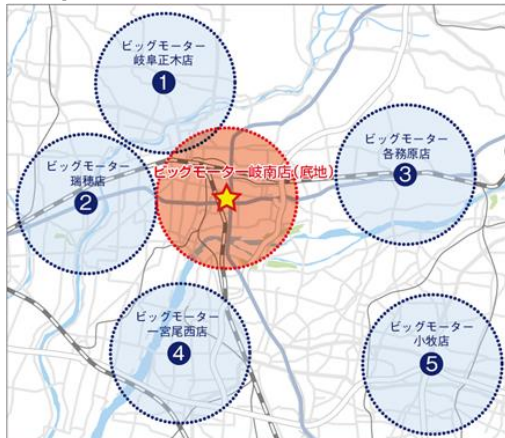 ビッグモーター
岐阜正木店
1
ビッグモーター岐南店(底地)
ビッグモーター
瑞穂店
2
ビッグモーター
各務原店
3
ビッグモーター
一宮尾西店
4
ビッグモーター
小牧店
5